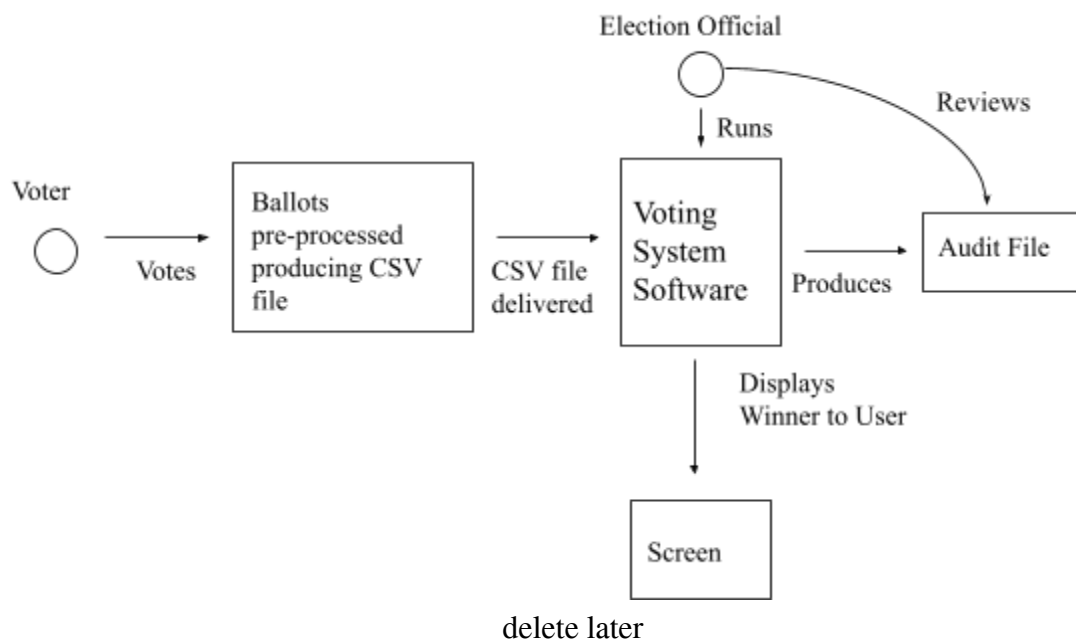 Election Official
Runs
Reviews
Voter
Votes
Ballots
pre-processed
producing CSV
file
CSV file
delivered
Voting
System
Software
Produces
Audit File
Displays
Winner to User
Screen
delete later